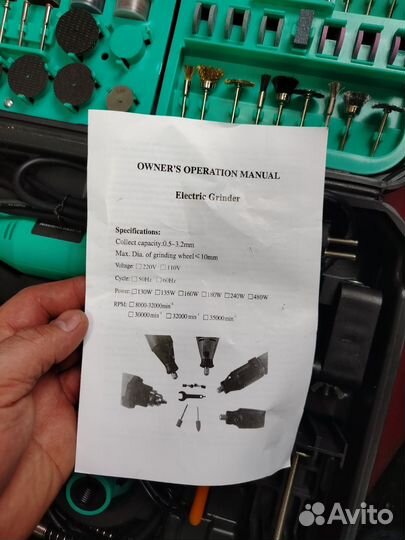 OWNER'S OPERATION MANUAL
Electric Grinder
Specifications:
Collect capacity:0.5~3.2mm
Max. Dia. of grinding wheel≤10mm
Voltage: □220V □110V
Cycle: □50Hz □60Hz
Power:□130W □135W □160W □180W □240W □480W
RPM: □8000-32000min⁻¹
□30000min⁻¹ □32000min⁻¹ □35000min⁻¹
Avito